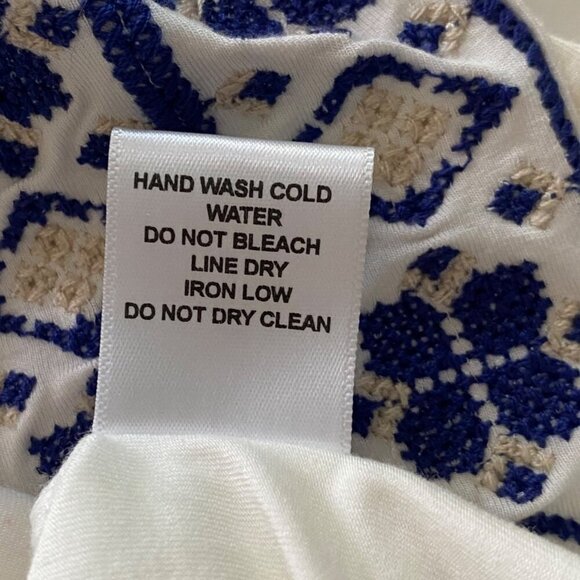 HAND WASH COLD
WATER
DO NOT BLEACH
LINE DRY
IRON LOW
DO NOT DRY CLEAN